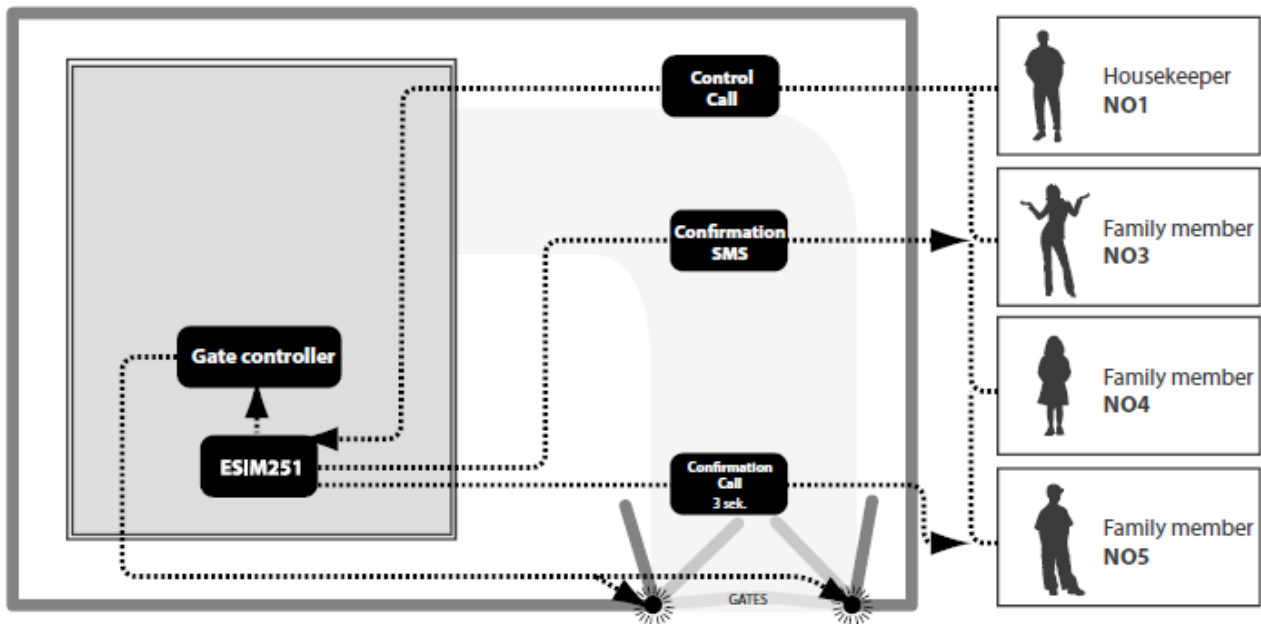 Control
Call
Housekeeper
NO1
Confirmation
SMS
Family member
NO3
Gate controller
Family member
NO4
ESIM251
Confirmation
Call
3 sek.
Family member
NO5
GATES